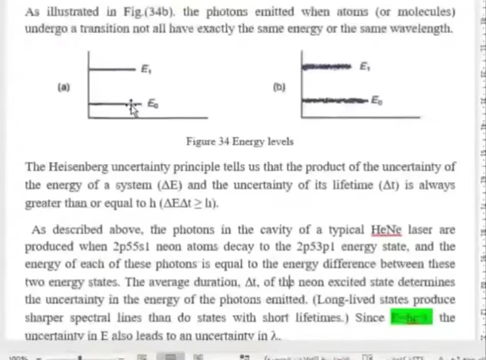 As illustrated in Fig.(34b), the photons emitted when atoms (or molecules)
undergo a transition not all have exactly the same energy or the same wavelength.
(a) E₁ (b) E₁
E₀ E₀
Figure 34 Energy levels
The Heisenberg uncertainty principle tells us that the product of the uncertainty of
the energy of a system (ΔE) and the uncertainty of its lifetime (Δt) is always
greater than or equal to h (ΔEΔt ≥ h).
As described above, the photons in the cavity of a typical HeNe laser are
produced when 2p55s1 neon atoms decay to the 2p53p1 energy state, and the
energy of each of these photons is equal to the energy difference between these
two energy states. The average duration, Δt, of this neon excited state determines
the uncertainty in the energy of the photons emitted. (Long-lived states produce
sharper spectral lines than do states with short lifetimes.) Since the
uncertainty in E also leads to an uncertainty in λ.